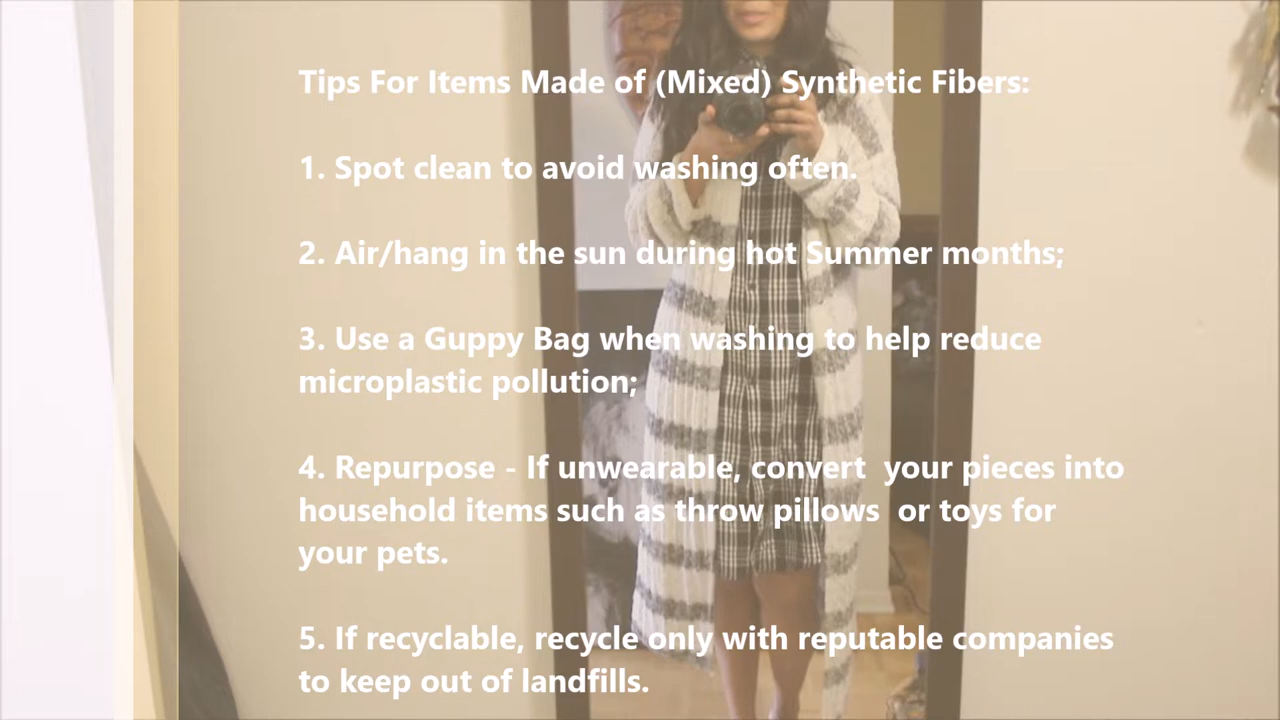 Tips For Items Made of (Mixed) Synthetic Fibers:
1. Spot clean to avoid washing often.
2. Air/hang in the sun during hot Summer months;
3. Use a Guppy Bag when washing to help reduce
microplastic pollution;
4. Repurpose - If unwearable, convert  your pieces into
household items such as throw pillows  or toys for
your pets.
5. If recyclable, recycle only with reputable companies
to keep out of landfills.